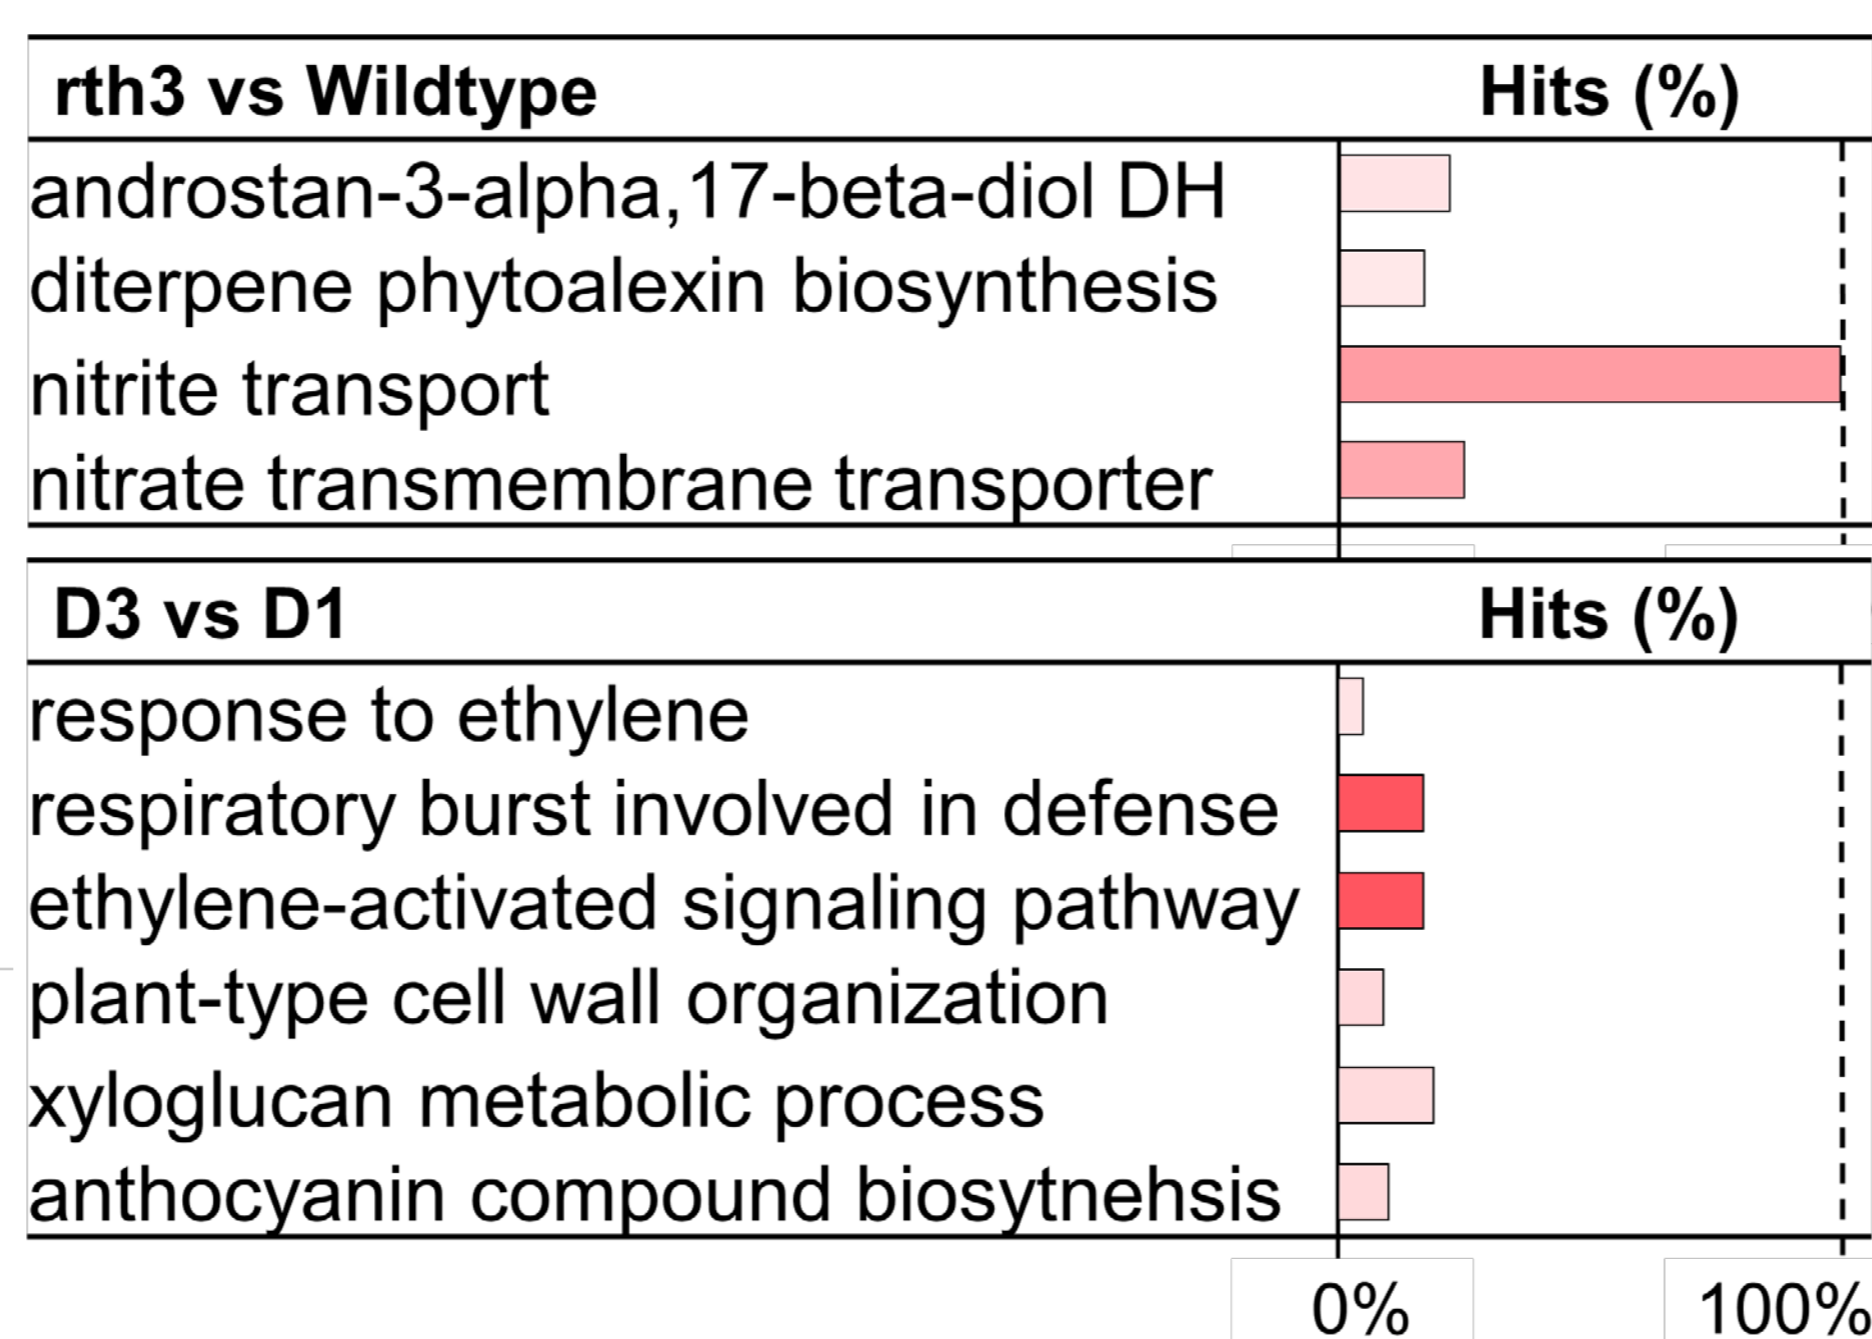 rth3 vs Wildtype Hits (%)
androstan-3-alpha,17-beta-diol DH
diterpene phytoalexin biosynthesis
nitrite transport
nitrate transmembrane transporter
D3 vs D1 Hits (%)
response to ethylene
respiratory burst involved in defense
ethylene-activated signaling pathway
plant-type cell wall organization
xyloglucan metabolic process
anthocyanin compound biosytnehsis
0% 100%